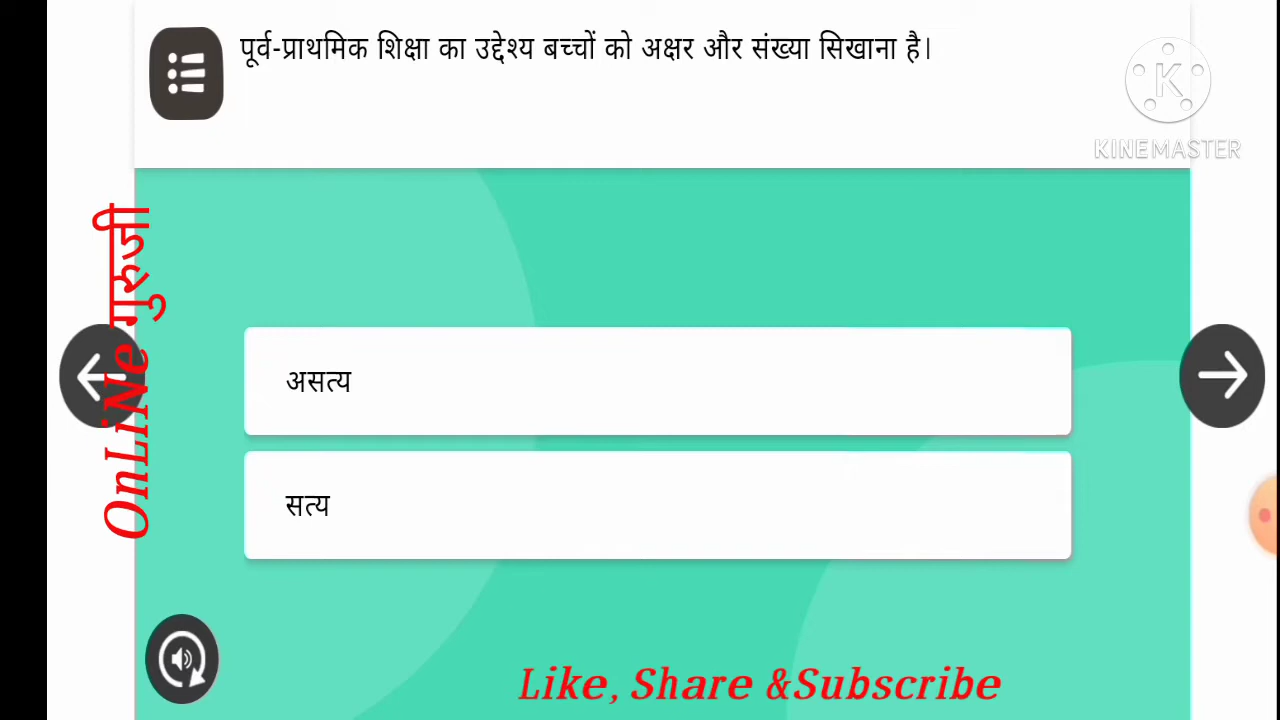 पूर्व-प्राथमिक शिक्षा का उद्देश्य बच्चों को अक्षर और संख्या सिखाना है।
K
KINEMASTER
OnLiNe गुरुजी
असत्य
सत्य
Like, Share &Subscribe